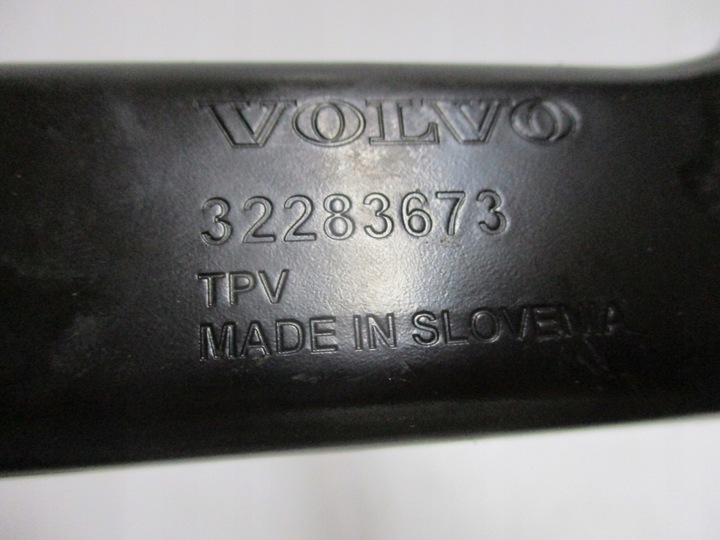 VOLVO
32283673
TPV
MADE IN SLOVENIA